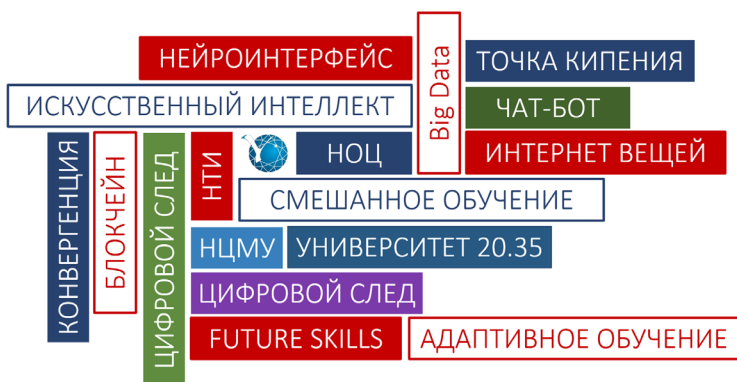 НЕЙРОИНТЕРФЕЙС
Big Data
ТОЧКА КИПЕНИЯ
ИСКУССТВЕННЫЙ ИНТЕЛЛЕКТ
ЧАТ-БОТ
КОНВЕРГЕНЦИЯ
БЛОКЧЕЙН
ЦИФРОВОЙ СЛЕД
НТИ
НОЦ
ИНТЕРНЕТ ВЕЩЕЙ
СМЕШАННОЕ ОБУЧЕНИЕ
НЦМУ
УНИВЕРСИТЕТ 20.35
ЦИФРОВОЙ СЛЕД
FUTURE SKILLS
АДАПТИВНОЕ ОБУЧЕНИЕ